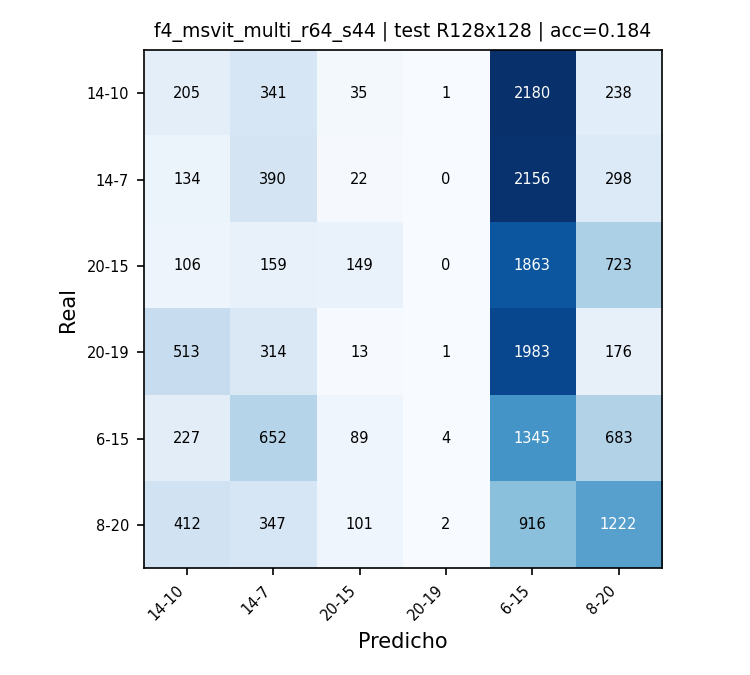 f4_msvit_multi_r64_s44 | test R128x128 | acc=0.184
14-10 205 341 35 1 2180 238
14-7 134 390 22 0 2156 298
20-15 106 159 149 0 1863 723
20-19 513 314 13 1 1983 176
6-15 227 652 89 4 1345 683
8-20 412 347 101 2 916 1222
Real
14-10 14-7 20-15 20-19 6-15 8-20
Predicho